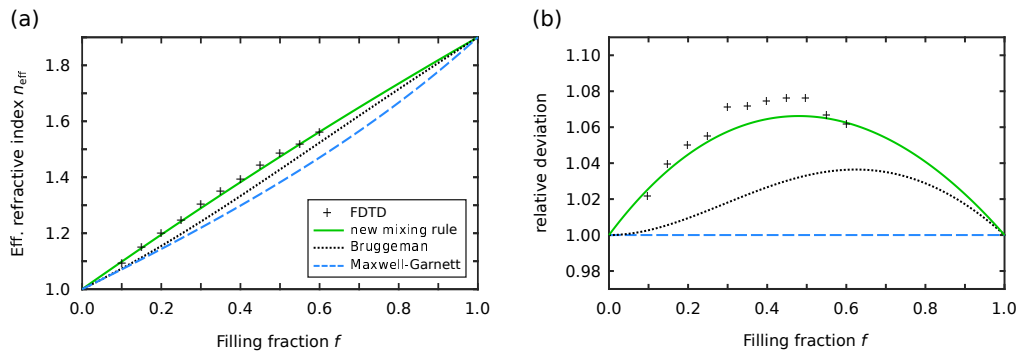 (a)
Eff. refractive index neff
1.8
1.6
1.4
1.2
1.0
0.0 0.2 0.4 0.6 0.8 1.0
Filling fraction f
FDTD
new mixing rule
Bruggeman
Maxwell-Garnett
(b)
relative deviation
1.10
1.08
1.06
1.04
1.02
1.00
0.98
0.0 0.2 0.4 0.6 0.8 1.0
Filling fraction f